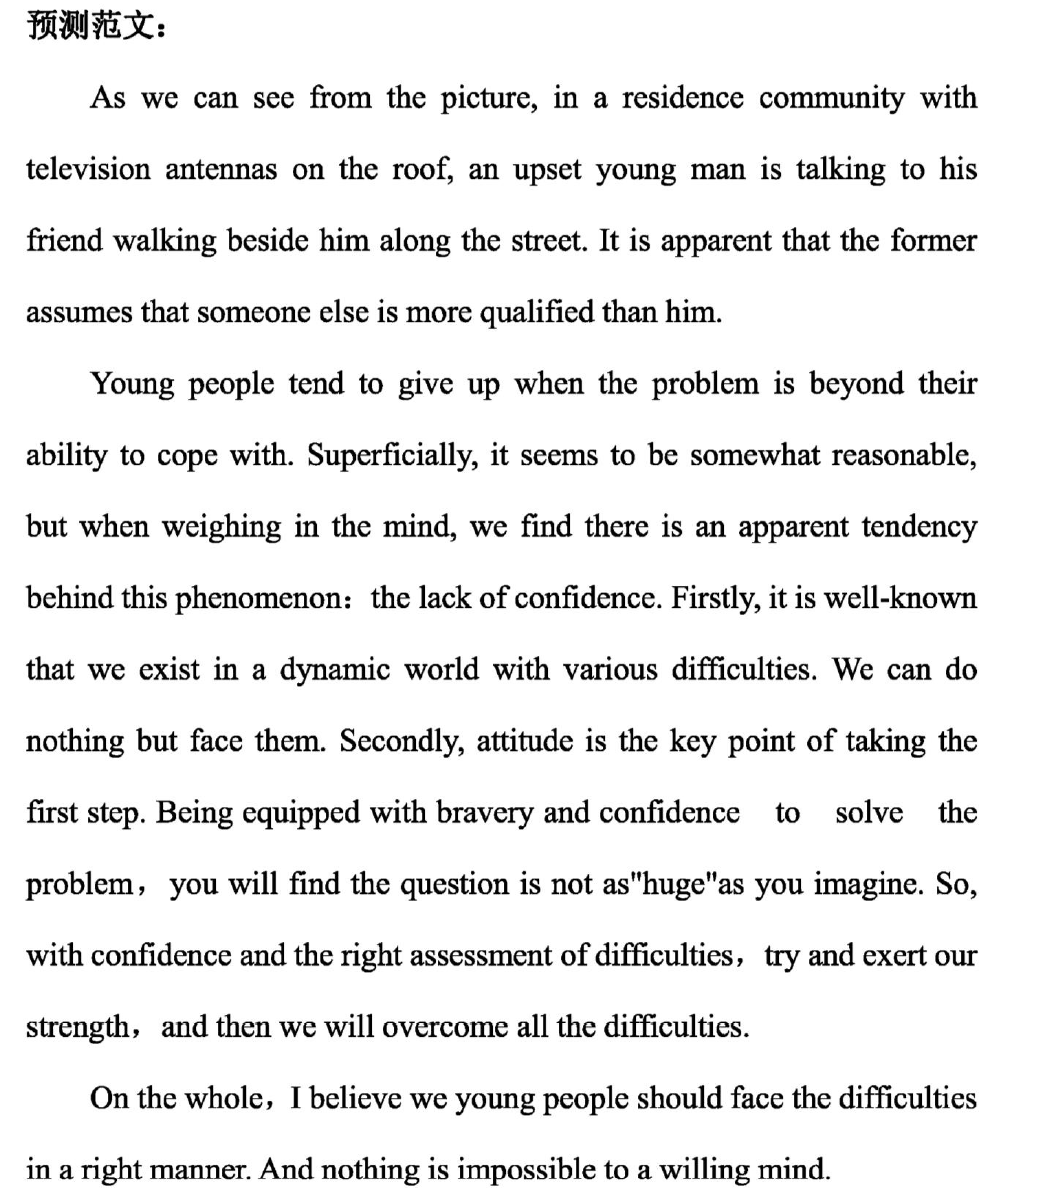 预测范文：
As we can see from the picture, in a residence community with
television antennas on the roof, an upset young man is talking to his
friend walking beside him along the street. It is apparent that the former
assumes that someone else is more qualified than him.
Young people tend to give up when the problem is beyond their
ability to cope with. Superficially, it seems to be somewhat reasonable,
but when weighing in the mind, we find there is an apparent tendency
behind this phenomenon：the lack of confidence. Firstly, it is well-known
that we exist in a dynamic world with various difficulties. We can do
nothing but face them. Secondly, attitude is the key point of taking the
first step. Being equipped with bravery and confidence to solve the
problem，you will find the question is not as"huge"as you imagine. So,
with confidence and the right assessment of difficulties，try and exert our
strength，and then we will overcome all the difficulties.
On the whole，I believe we young people should face the difficulties
in a right manner. And nothing is impossible to a willing mind.